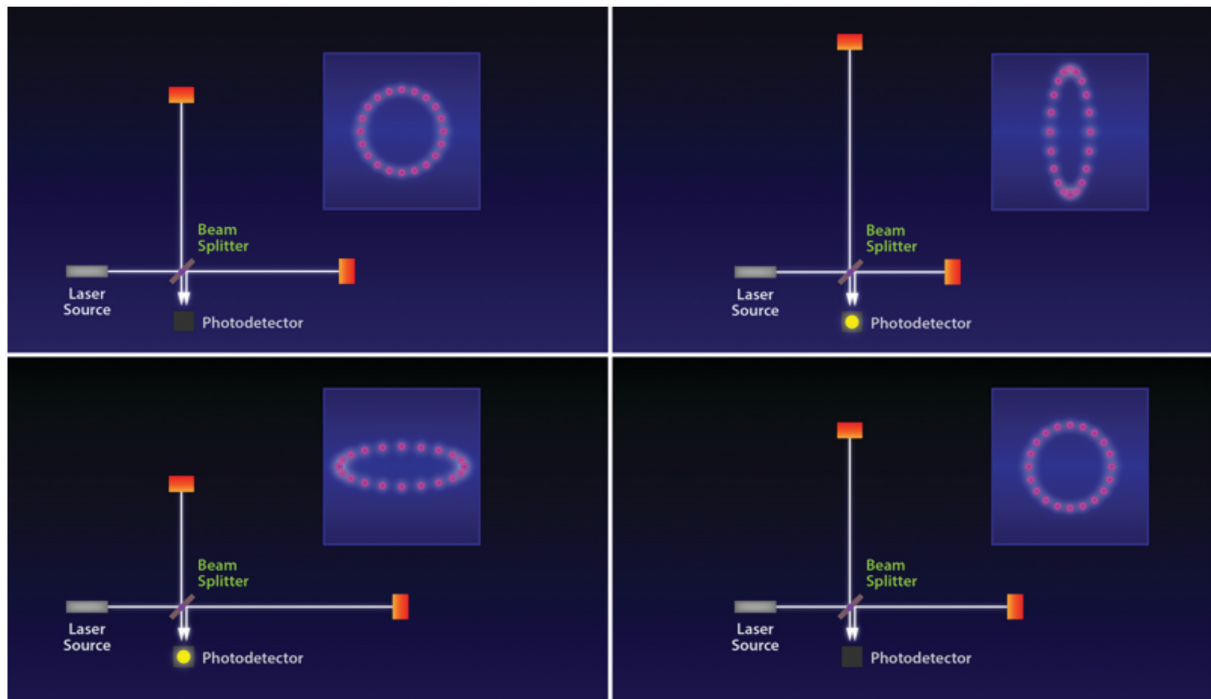 Beam
Splitter
Laser
Source
Photodetector
Beam
Splitter
Laser
Source
Photodetector
Beam
Splitter
Laser
Source
Photodetector
Beam
Splitter
Laser
Source
Photodetector